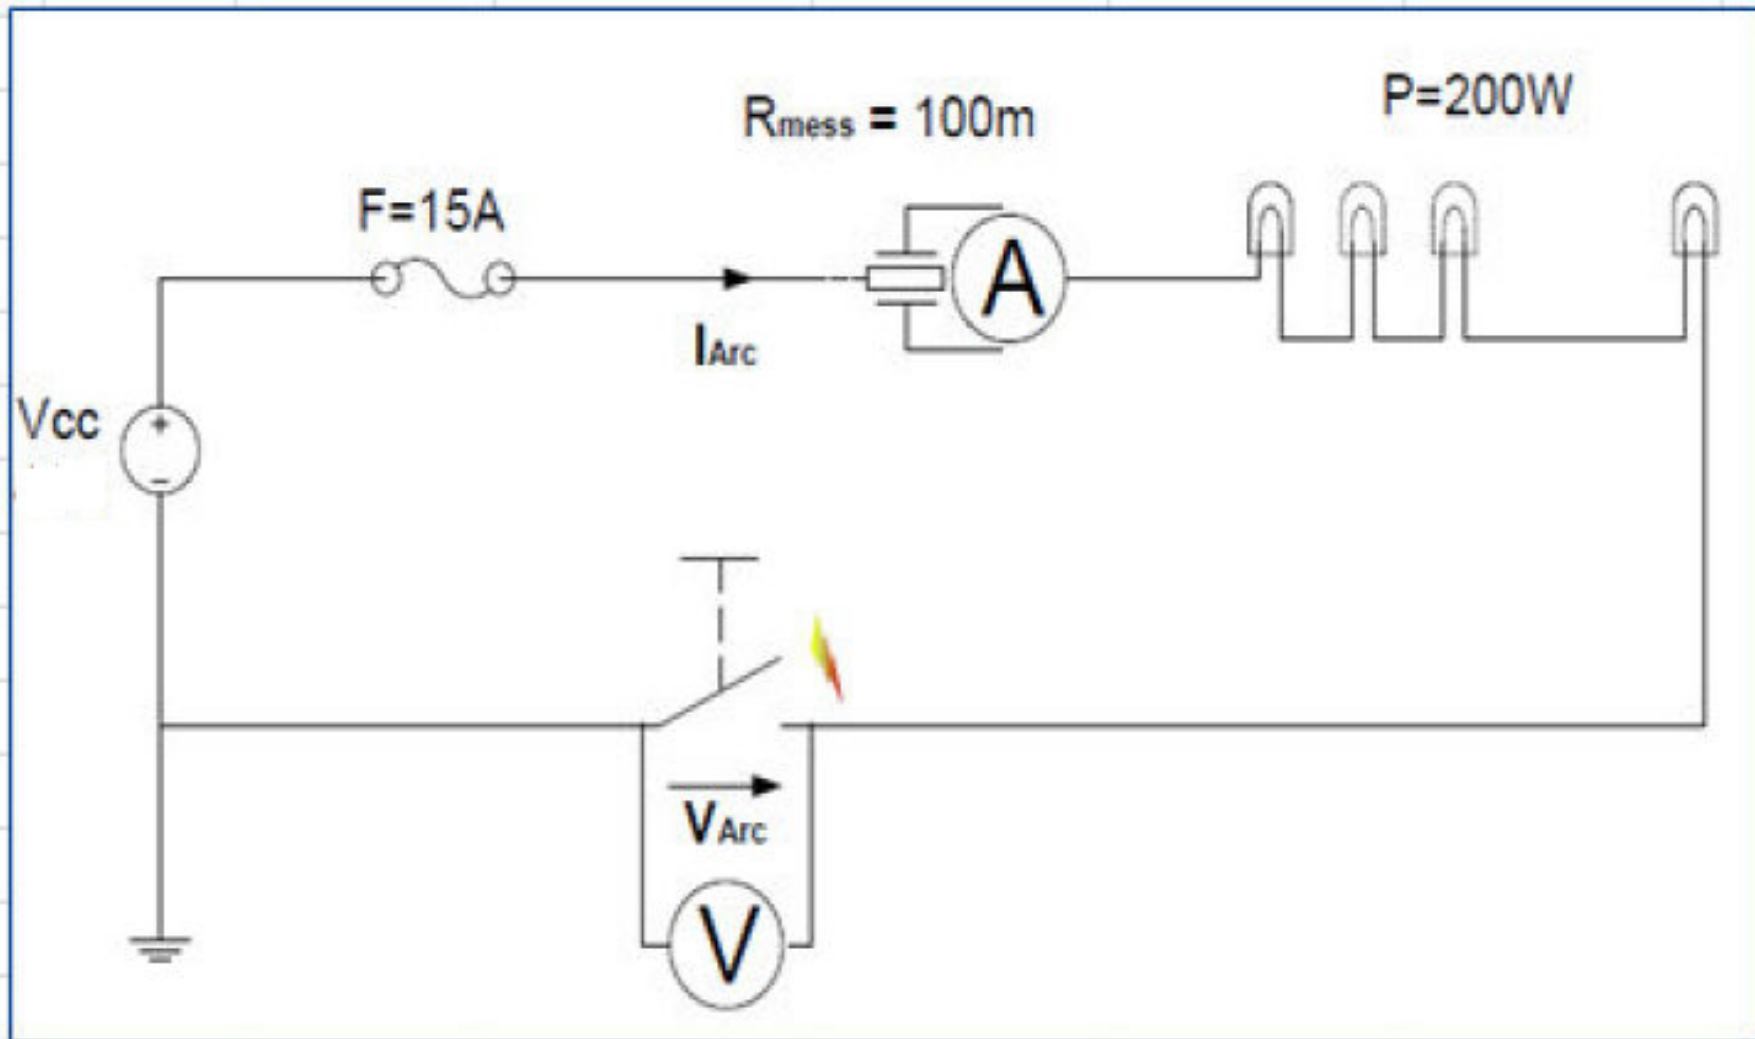 P=200W
Rmess = 100m
F=15A
A
IArc
Vcc
+
–
VArc
V